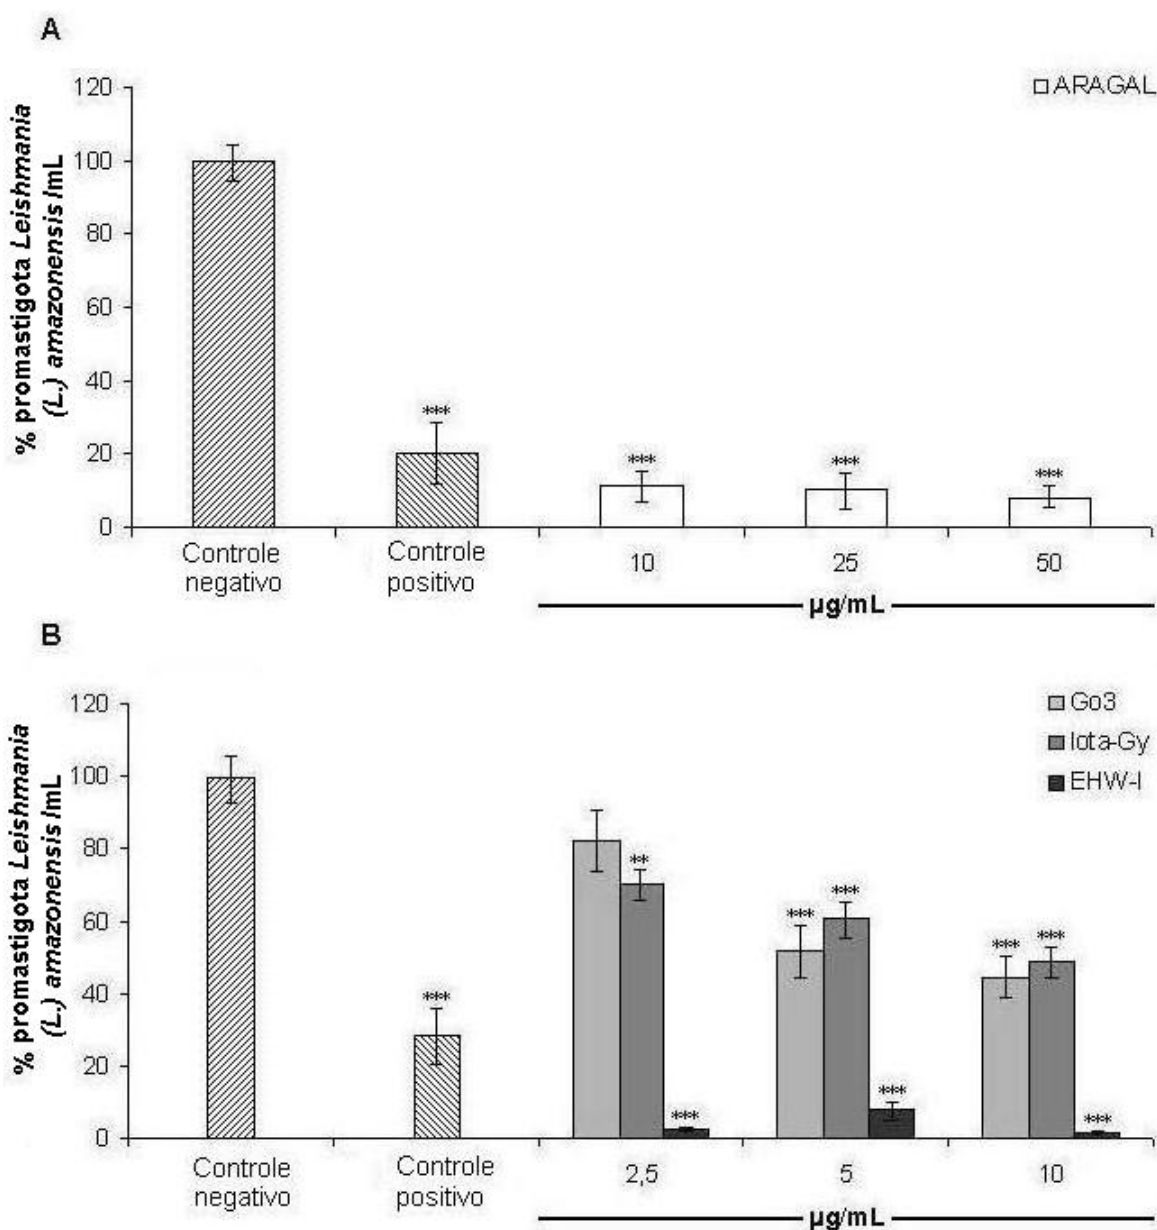 A
120
100
80
60
40
20
0
% promastigota Leishmania
(L.) amazonensis /mL
ARAGAL
***
***
***
***
Controle
negativo
Controle
positivo
10
25
50
µg/mL
B
120
100
80
60
40
20
0
% promastigota Leishmania
(L.) amazonensis /mL
Go3
Iota-Gy
EHW-I
***
**
***
***
***
***
***
***
***
Controle
negativo
Controle
positivo
2,5
5
10
µg/mL